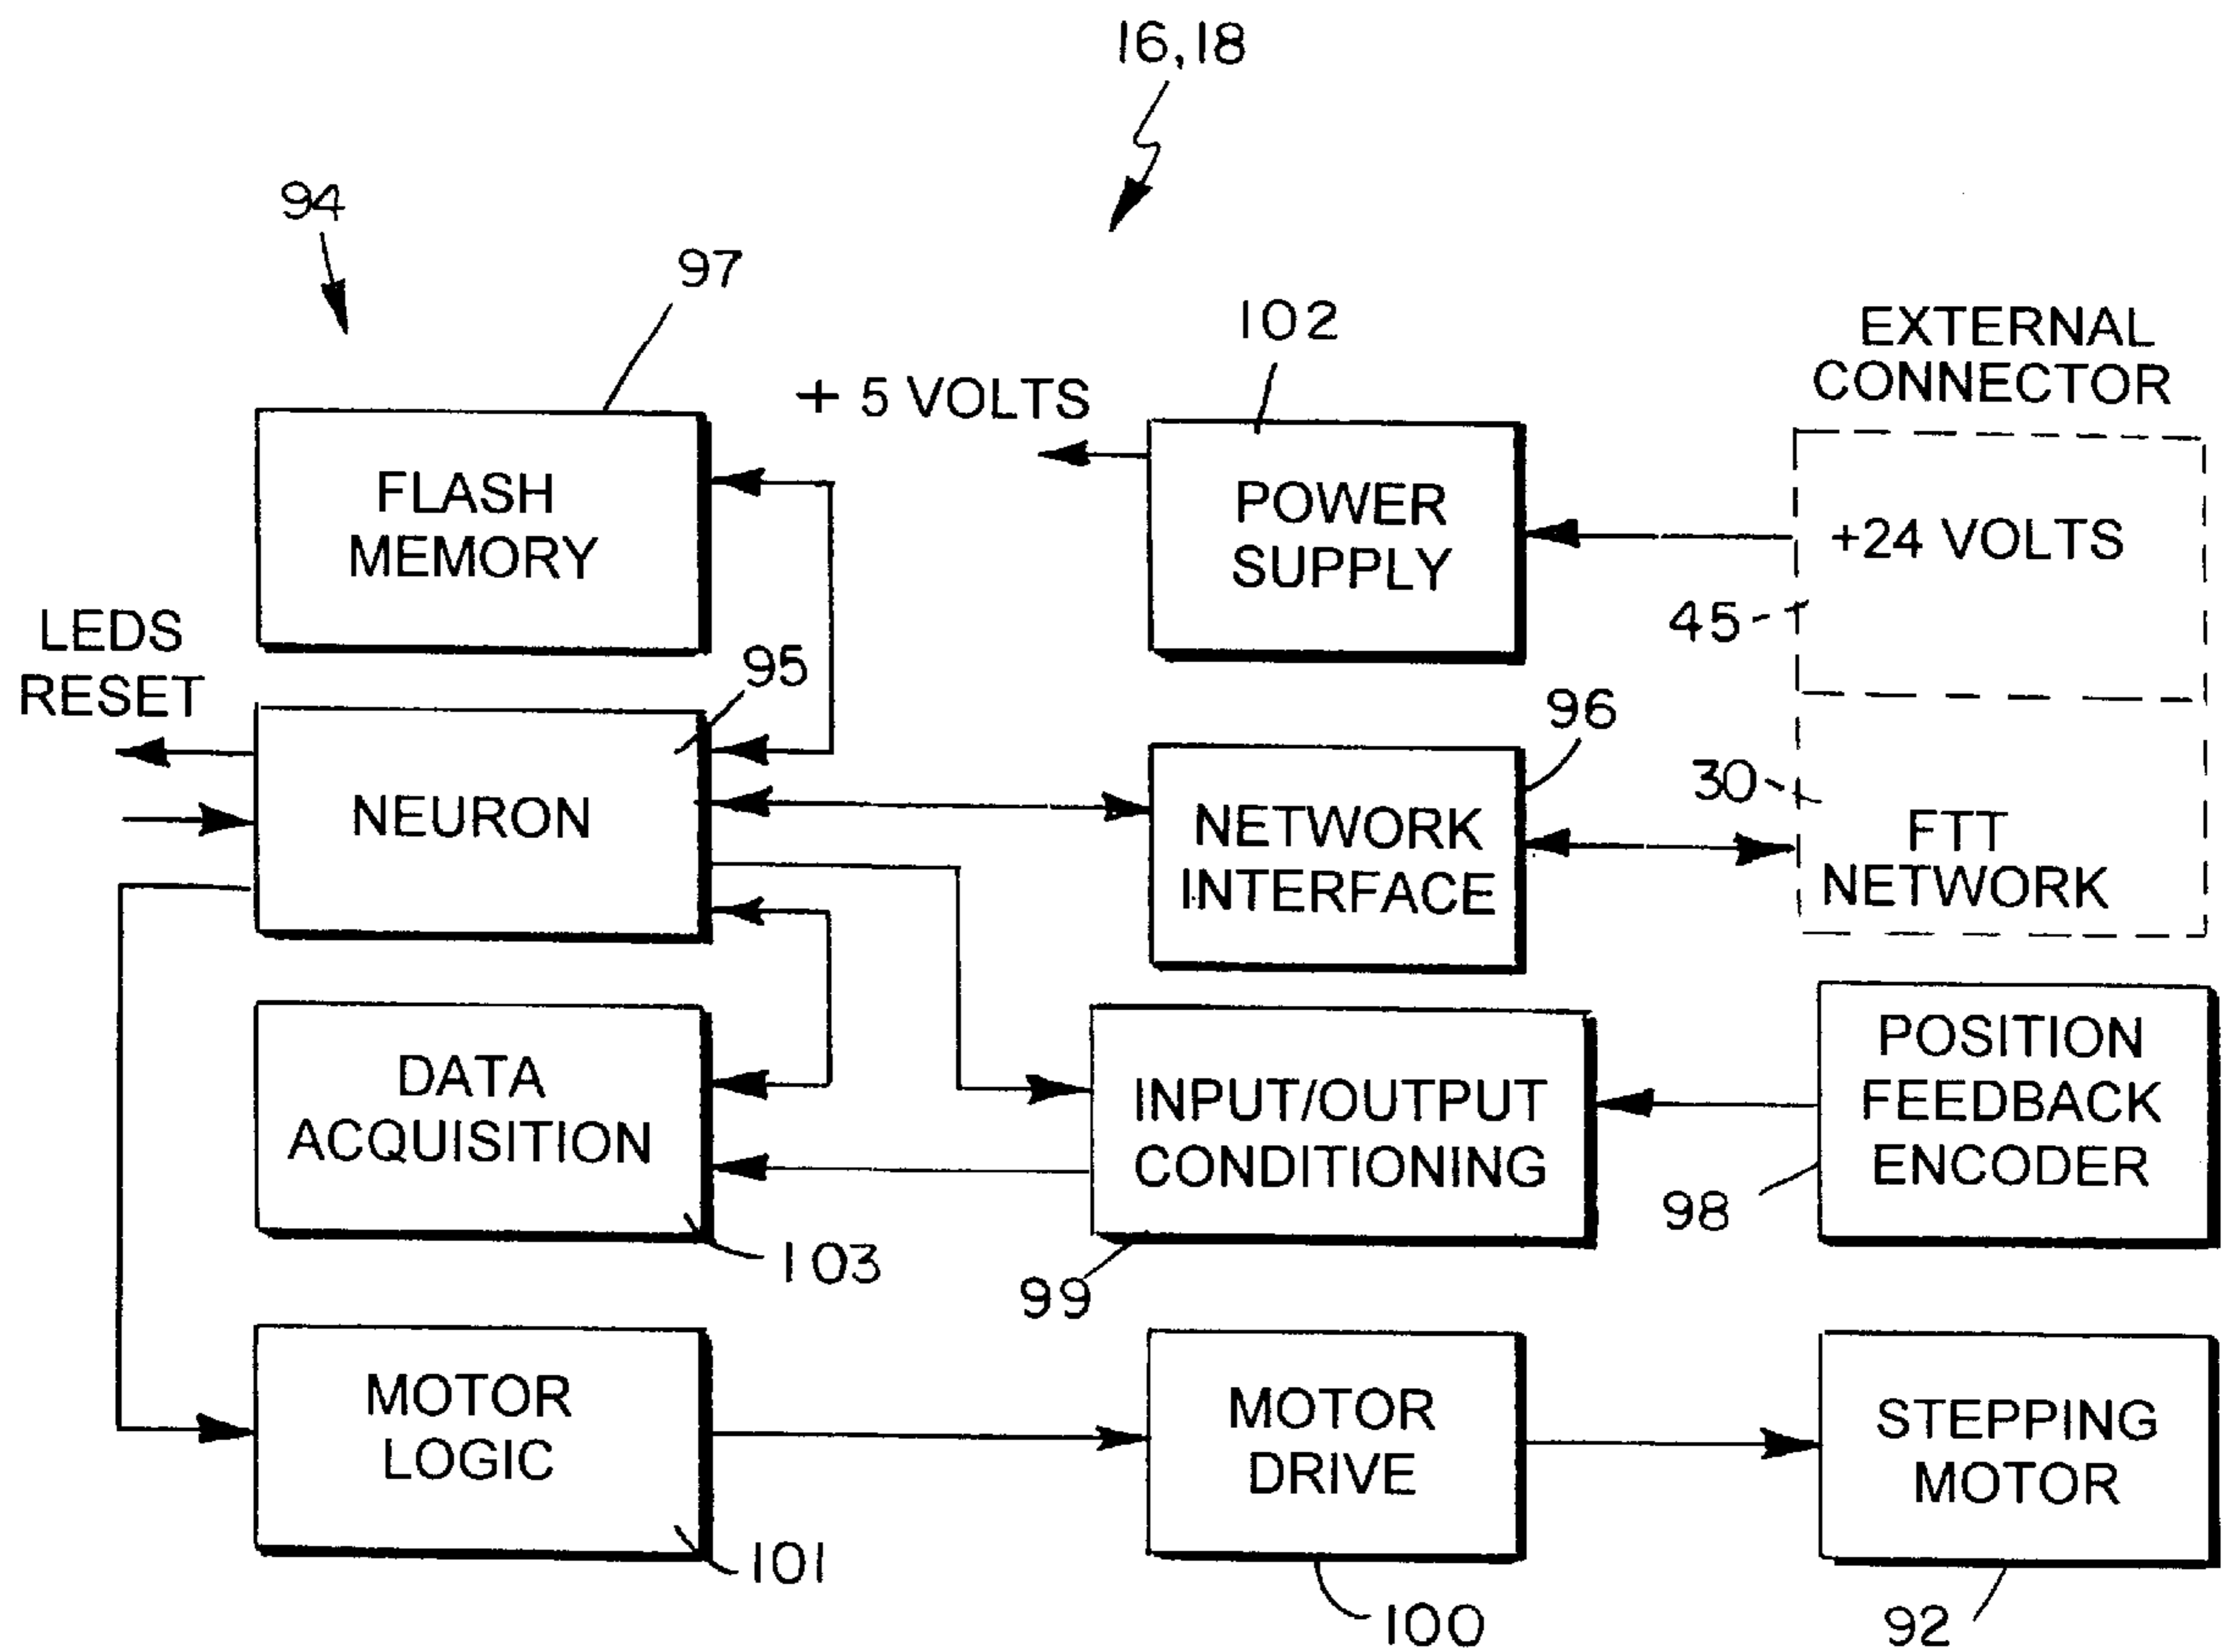 16,18
94
97
102
EXTERNAL
CONNECTOR
+ 5 VOLTS
FLASH
MEMORY
POWER
SUPPLY
+24 VOLTS
45
LEDS
RESET
95
96
NEURON
NETWORK
INTERFACE
30
FTT
NETWORK
DATA
ACQUISITION
103
INPUT/OUTPUT
CONDITIONING
99
POSITION
FEEDBACK
ENCODER
98
MOTOR
LOGIC
101
MOTOR
DRIVE
100
STEPPING
MOTOR
92